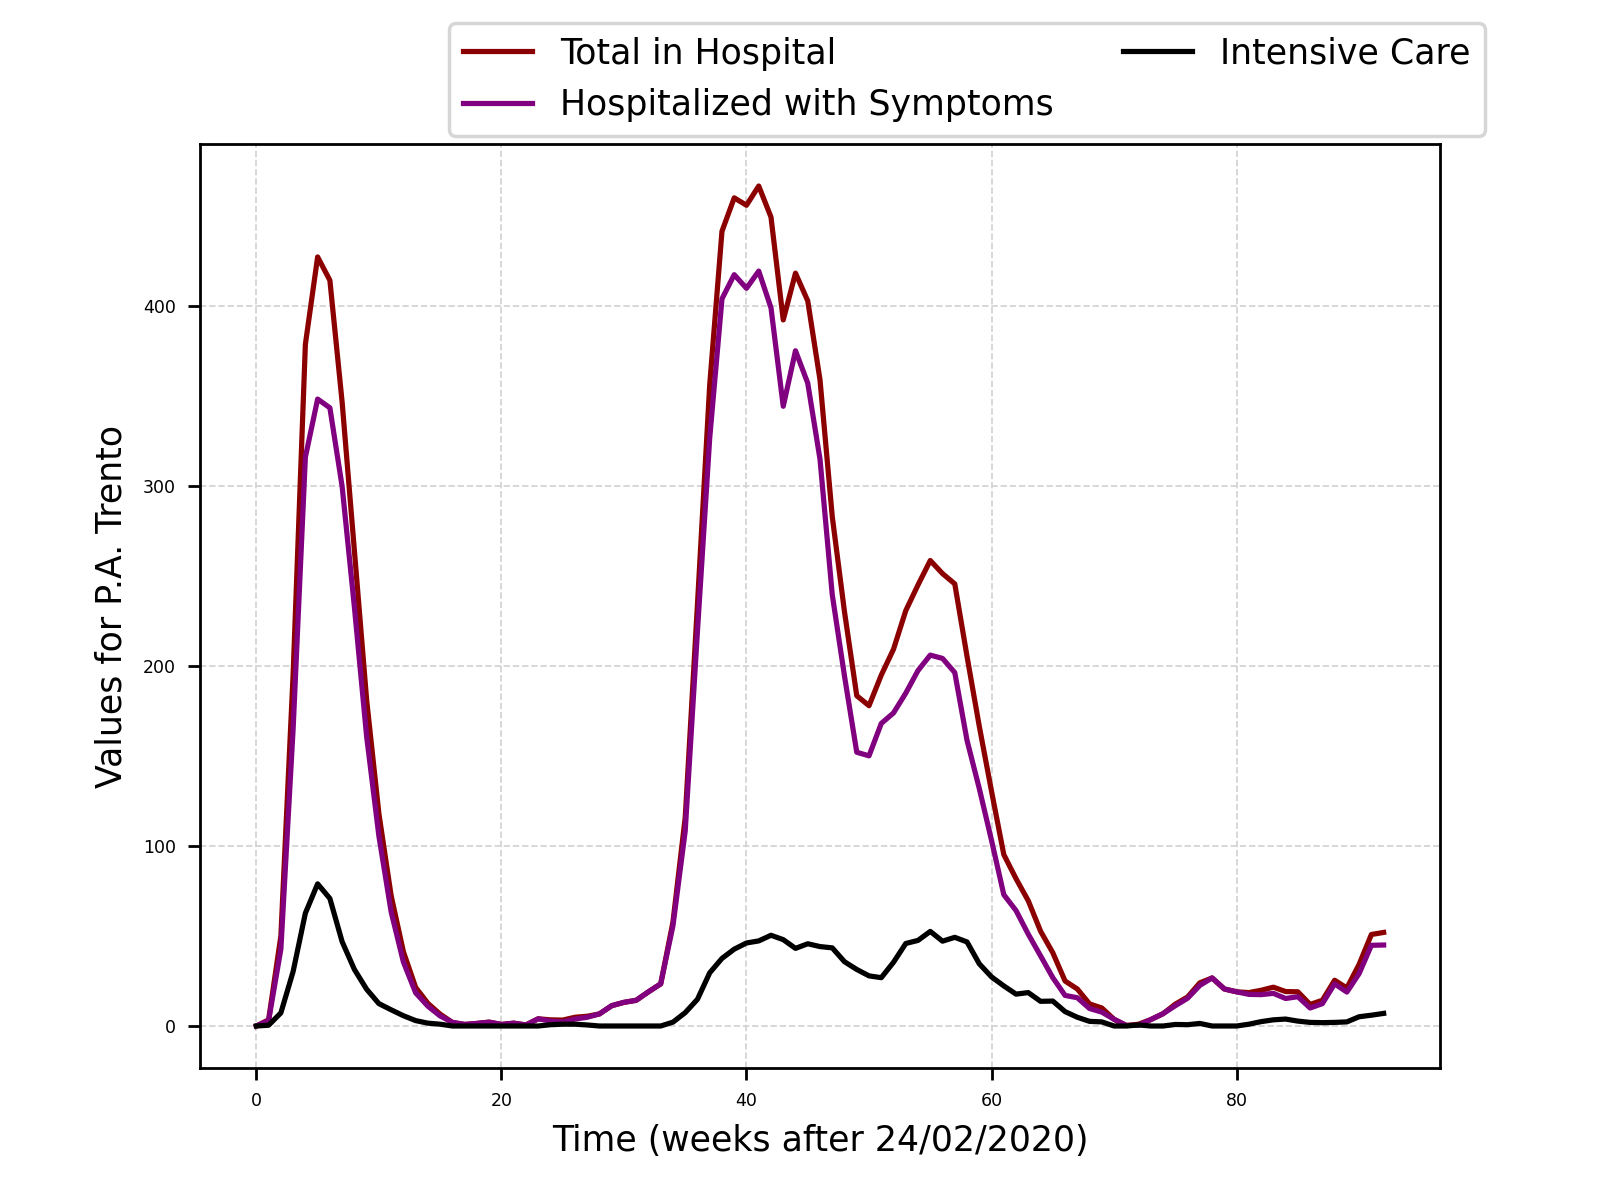 Total in Hospital
Hospitalized with Symptoms
Intensive Care
Values for P.A. Trento
400
300
200
100
0
0 20 40 60 80
Time (weeks after 24/02/2020)